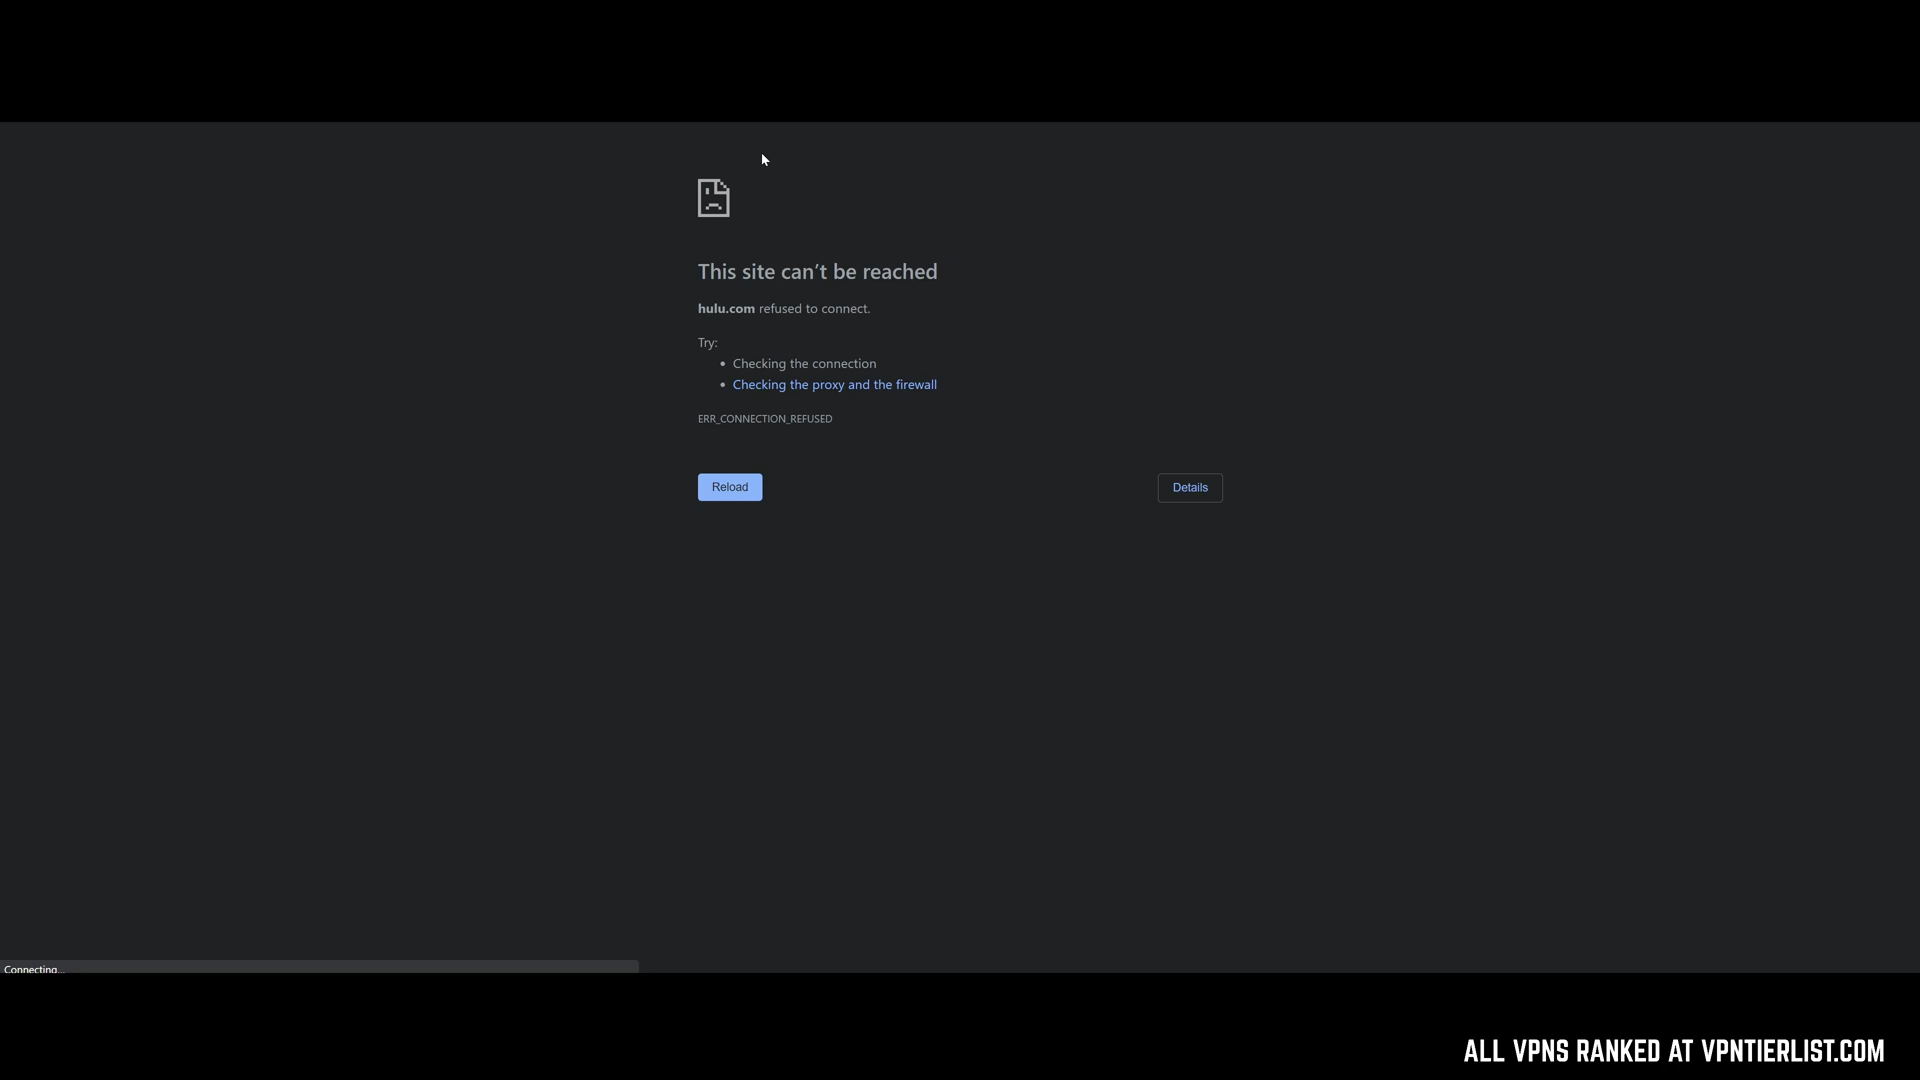 This site can’t be reached
hulu.com refused to connect.
Try:
• Checking the connection
• Checking the proxy and the firewall
ERR_CONNECTION_REFUSED
Reload
Details
Connecting...
ALL VPNS RANKED AT VPNTIERLIST.COM